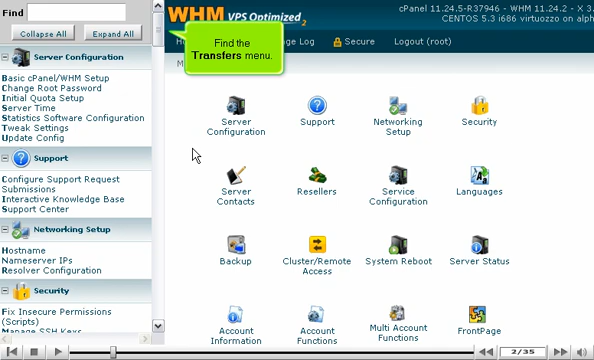 Find
Collapse All
Expand All
Server Configuration
Basic cPanel/WHM Setup
Change Root Password
Initial Quota Setup
Server Time
Statistics Software Configuration
Tweak Settings
Update Config
Support
Configure Support Request
Submissions
Interactive Knowledge Base
Support Center
Networking Setup
Hostname
Nameserver IPs
Resolver Configuration
Security
Fix Insecure Permissions
(Scripts)
Manage SSH Keys
WHM VPS Optimized 2
cPanel 11.24.5-R37946 - WHM 11.24.2 - X 3.
CENTOS 5.3 i686 virtuozzo on
Log
Secure
Logout (root)
Find the
Transfers menu.
Server
Configuration
Support
Networking
Setup
Security
Server
Contacts
Resellers
Service
Configuration
Languages
Backup
Cluster/Remote
Access
System Reboot
Server Status
Account
Information
Account
Functions
Multi Account
Functions
FrontPage
2/35